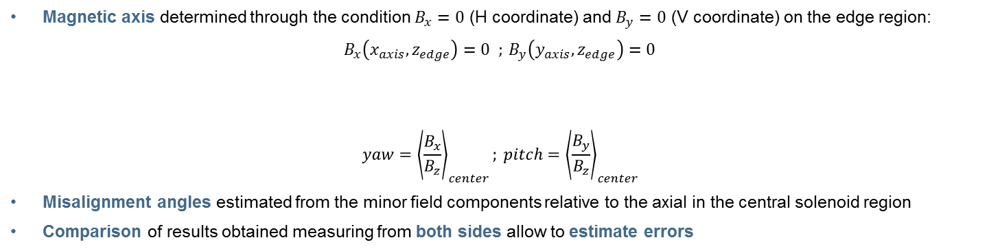 • Magnetic axis determined through the condition Bₓ = 0 (H coordinate) and B_y = 0 (V coordinate) on the edge region:
Bₓ(x_axis, z_edge) = 0 ; B_y(y_axis, z_edge) = 0
yaw = ⟨Bₓ/B_z⟩_center ; pitch = ⟨B_y/B_z⟩_center
• Misalignment angles estimated from the minor field components relative to the axial in the central solenoid region
• Comparison of results obtained measuring from both sides allow to estimate errors